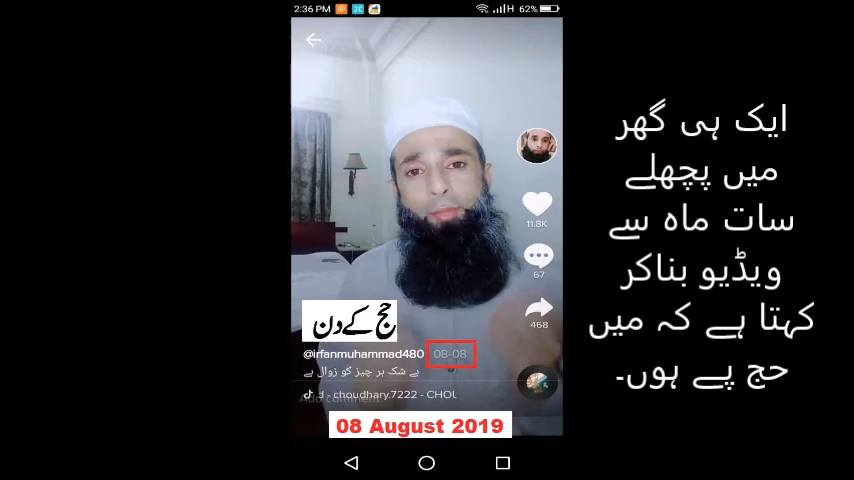 2:36 PM
H 62%
11.8K
67
468
حج کے دن
@irfanmuhammad480 08-08
بے شک ہر چیز کو زوال ہے
- choudhary.7222 - CHOU
Add comment...
08 August 2019
ایک ہی گھر
میں پچھلے
سات ماہ سے
ویڈیو بناکر
کہتا ہے کہ میں
حج پے ہوں۔